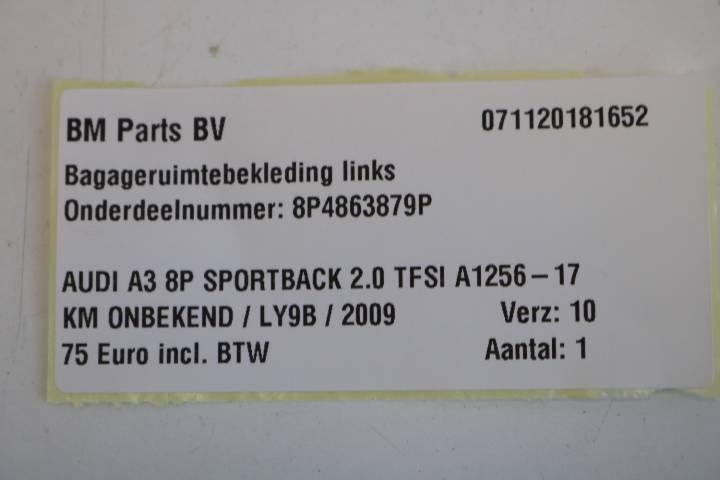 BM Parts BV 071120181652
Bagageruimtebekleding links
Onderdeelnummer: 8P4863879P
AUDI A3 8P SPORTBACK 2.0 TFSI A1256-17
KM ONBEKEND / LY9B / 2009 Verz: 10
75 Euro incl. BTW Aantal: 1